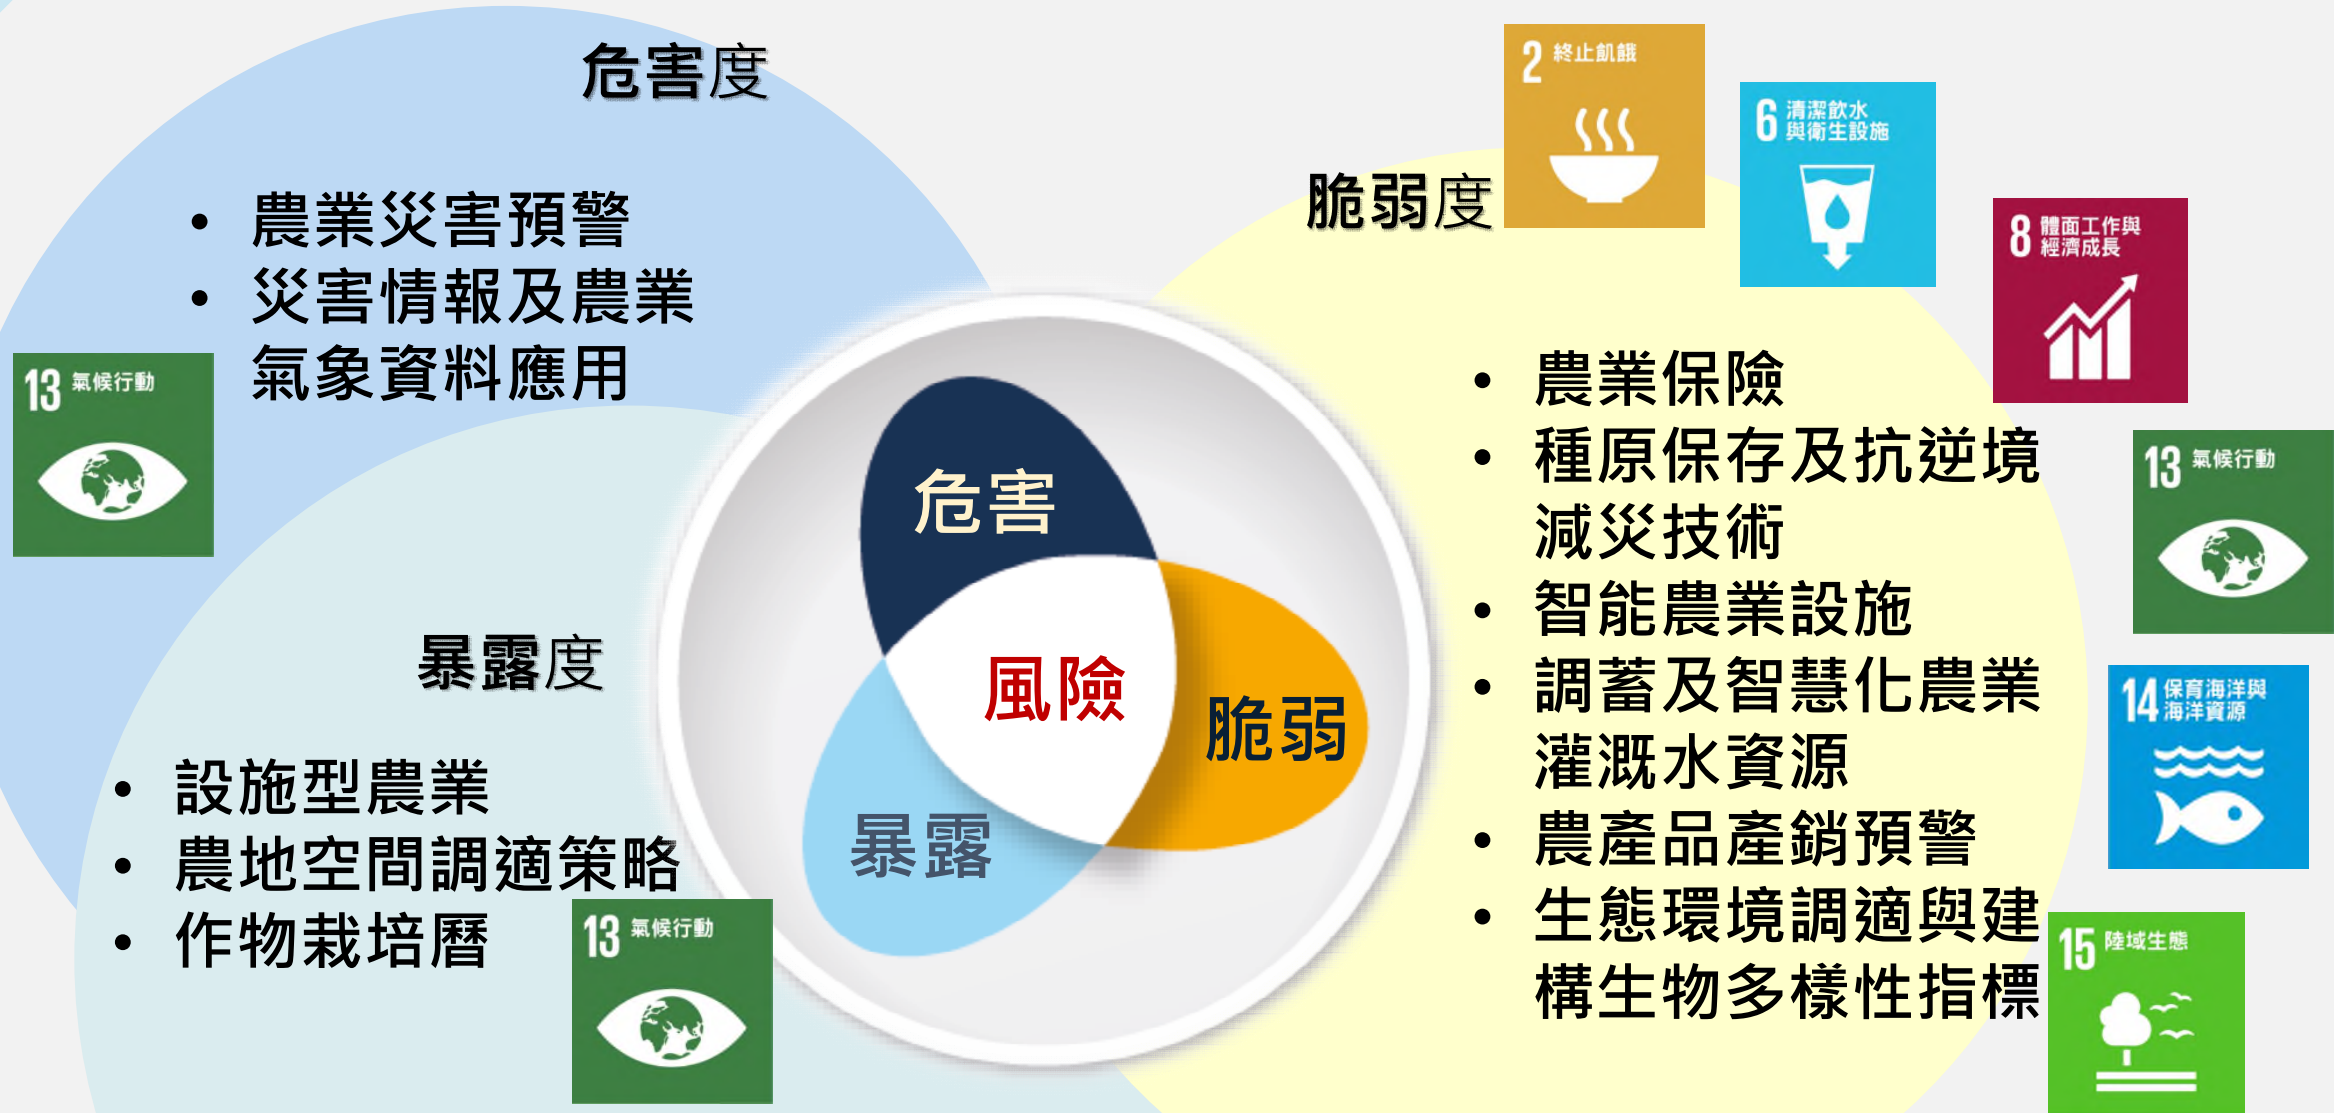 危害度
• 農業災害預警
• 災害情報及農業
氣象資料應用
13 氣候行動
暴露度
• 設施型農業
• 農地空間調適策略
• 作物栽培曆
13 氣候行動
危害
風險
脆弱
暴露
脆弱度
2 終止飢餓
6 清潔飲水
與衛生設施
8 體面工作與
經濟成長
• 農業保險
• 種原保存及抗逆境
減災技術
• 智能農業設施
• 調蓄及智慧化農業
灌溉水資源
• 農產品產銷預警
• 生態環境調適與建
構生物多樣性指標
13 氣候行動
14 保育海洋與
海洋資源
15 陸域生態